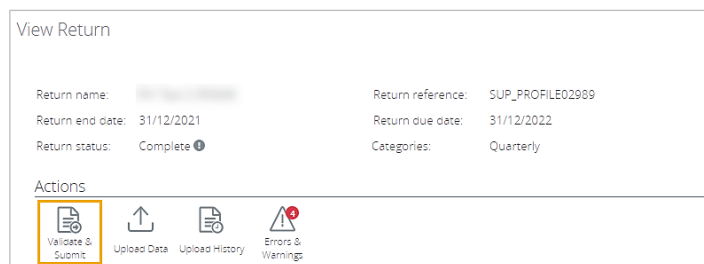 View Return
Return name:
Return reference: SUP_PROFILE02989
Return end date: 31/12/2021
Return due date: 31/12/2022
Return status: Complete
Categories: Quarterly
Actions
Validate &
Submit
Upload Data
Upload History
4
Errors &
Warnings